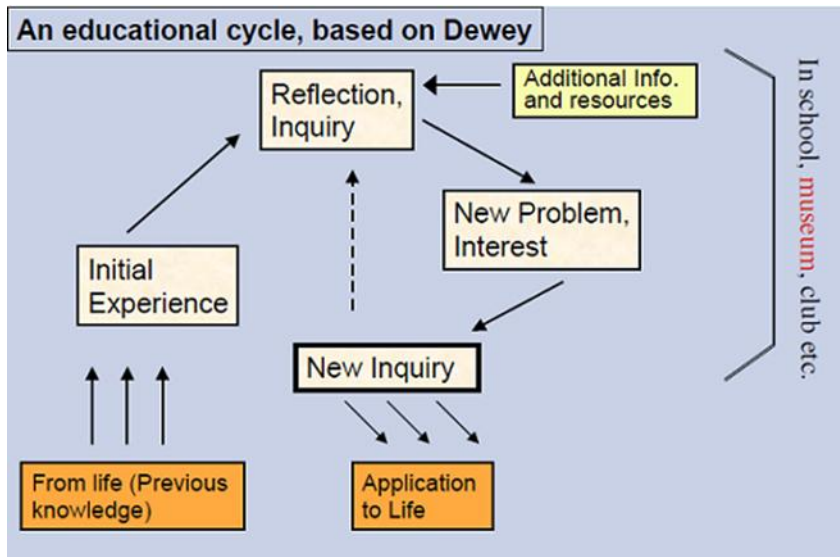 An educational cycle, based on Dewey
Reflection,
Inquiry
Additional Info.
and resources
New Problem,
Interest
Initial
Experience
New Inquiry
From life (Previous
knowledge)
Application
to Life
In school, museum, club etc.